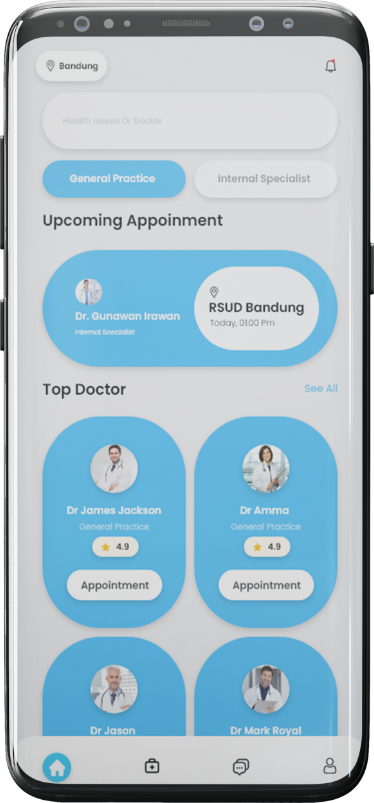 Bandung
Health Issues Or Doctor
General Practice
Internal Specialist
Upcoming Appoinment
Dr. Gunawan Irawan
Internal Soecialist
RSUD Bandung
Today, 01:00 Pm
Top Doctor
See All
Dr James Jackson
General Practice
4.9
Appointment
Dr Amma
General Practice
4.9
Appointment
Dr Jason
Dr Mark Royal